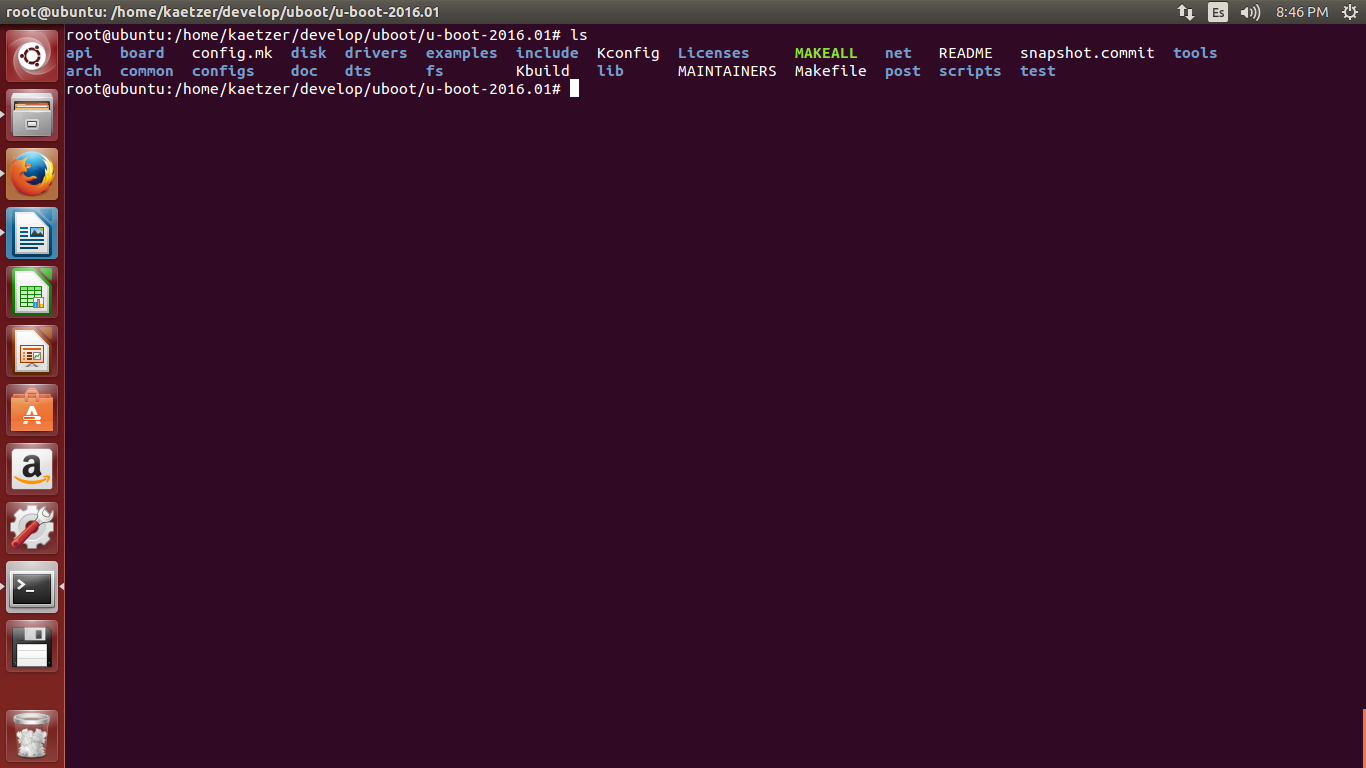 root@ubuntu: /home/kaetzer/develop/uboot/u-boot-2016.01 Es 8:46 PM
root@ubuntu:/home/kaetzer/develop/uboot/u-boot-2016.01# ls
api board config.mk disk drivers examples include Kconfig Licenses MAKEALL net README snapshot.commit tools
arch common configs doc dts fs Kbuild lib MAINTAINERS Makefile post scripts test
root@ubuntu:/home/kaetzer/develop/uboot/u-boot-2016.01#